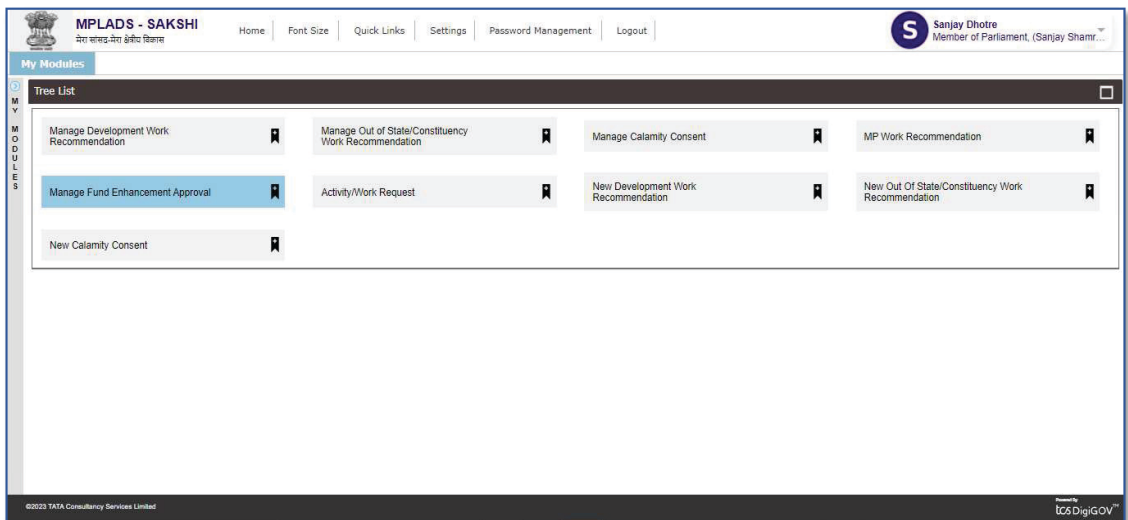 MPLADS - SAKSHI
मेरा सांसद-मेरा क्षेत्रीय विकास
Home
Font Size
Quick Links
Settings
Password Management
Logout
S
Sanjay Dhotre
Member of Parliament, (Sanjay Shamr...
My Modules
MY MODULES
Tree List
Manage Development Work
Recommendation
Manage Out of State/Constituency
Work Recommendation
Manage Calamity Consent
MP Work Recommendation
Manage Fund Enhancement Approval
Activity/Work Request
New Development Work
Recommendation
New Out Of State/Constituency Work
Recommendation
New Calamity Consent
©2023 TATA Consultancy Services Limited
Powered By
tcs DigiGOV™